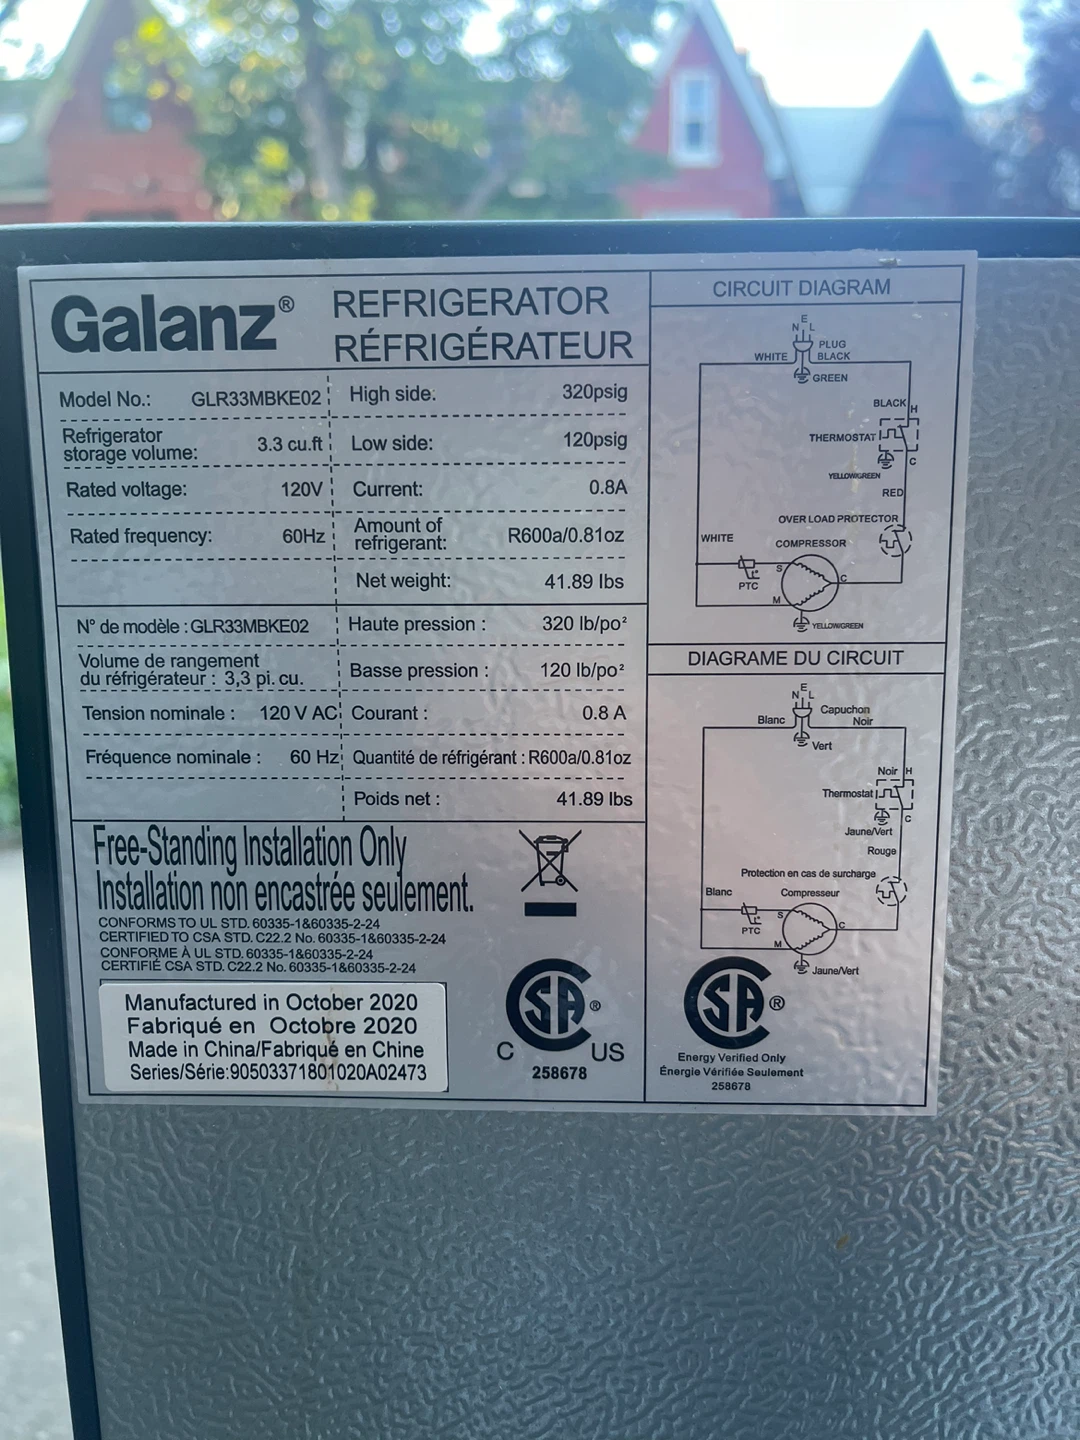 Galanz® REFRIGERATOR
RÉFRIGÉRATEUR
Model No.: GLR33MBKE02
Refrigerator
storage volume: 3.3 cu.ft
Rated voltage: 120V
Rated frequency: 60Hz
High side: 320psig
Low side: 120psig
Current: 0.8A
Amount of
refrigerant: R600a/0.81oz
Net weight: 41.89 lbs
N° de modèle : GLR33MBKE02
Volume de rangement
du réfrigérateur : 3,3 pi. cu.
Tension nominale : 120 V AC
Fréquence nominale : 60 Hz
Haute pression : 320 lb/po²
Basse pression : 120 lb/po²
Courant : 0.8 A
Quantité de réfrigérant : R600a/0.81oz
Poids net : 41.89 lbs
Free-Standing Installation Only
Installation non encastrée seulement.
CONFORMS TO UL STD. 60335-1&60335-2-24
CERTIFIED TO CSA STD. C22.2 No. 60335-1&60335-2-24
CONFORME À UL STD. 60335-1&60335-2-24
CERTIFIÉ CSA STD. C22.2 No. 60335-1&60335-2-24
Manufactured in October 2020
Fabriqué en Octobre 2020
Made in China/Fabriqué en Chine
Series/Série:90503371801020A02473
CSA ®
C US
258678
CIRCUIT DIAGRAM
E
N L
PLUG
WHITE BLACK
GREEN
BLACK H
THERMOSTAT
C
YELLOW/GREEN
RED
OVER LOAD PROTECTOR
WHITE COMPRESSOR
S C
PTC
M
YELLOW/GREEN
DIAGRAME DU CIRCUIT
E
N L
Capuchon
Blanc Noir
Vert
Noir H
Thermostat
C
Jaune/Vert
Rouge
Protection en cas de surcharge
Blanc Compresseur
S C
PTC
M
Jaune/Vert
CSA ®
Energy Verified Only
Énergie Vérifiée Seulement
258678